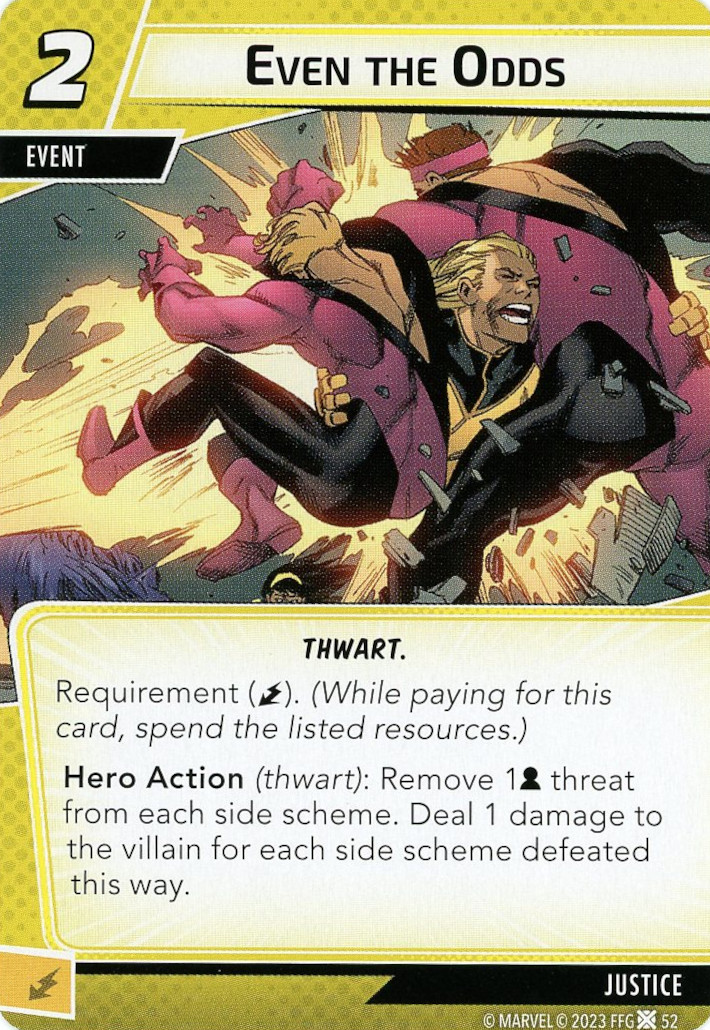 2
EVEN THE ODDS
EVENT
THWART.
Requirement (). (While paying for this
card, spend the listed resources.)
Hero Action (thwart): Remove 1 threat
from each side scheme. Deal 1 damage to
the villain for each side scheme defeated
this way.
JUSTICE
© MARVEL © 2023 FFG 52